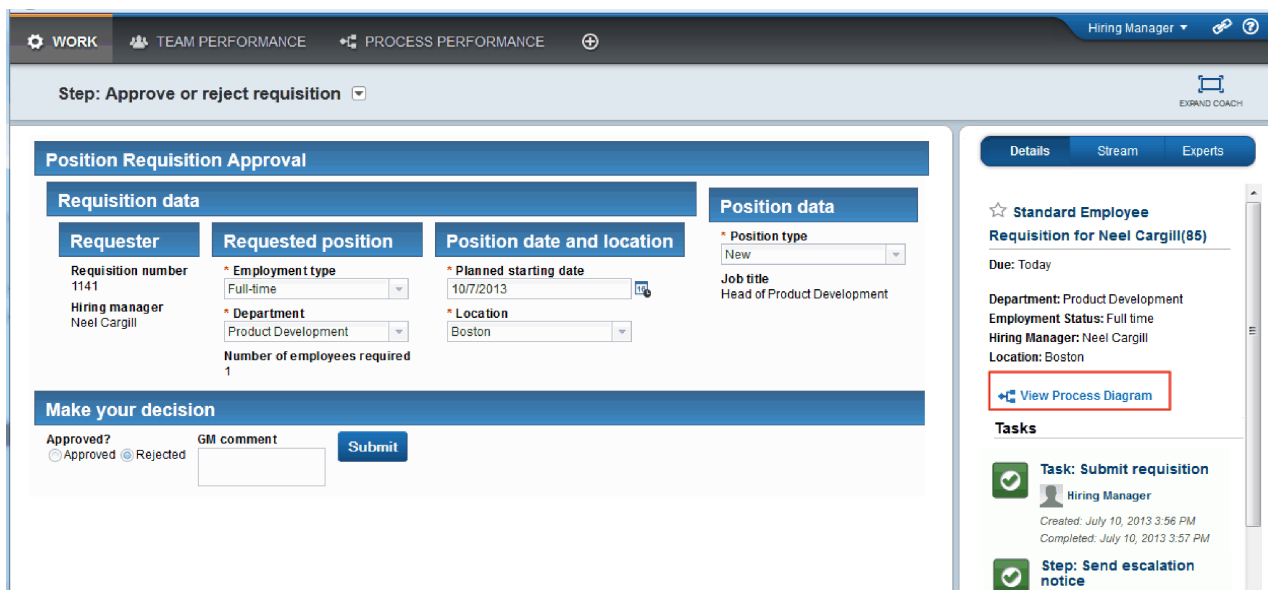 WORK TEAM PERFORMANCE PROCESS PERFORMANCE Hiring Manager
Step: Approve or reject requisition
EXPAND COACH
Position Requisition Approval
Requisition data
Requester
Requisition number
1141
Hiring manager
Neel Cargill
Requested position
* Employment type
Full-time
* Department
Product Development
Number of employees required
1
Position date and location
* Planned starting date
10/7/2013
* Location
Boston
Position data
* Position type
New
Job title
Head of Product Development
Make your decision
Approved?
Approved Rejected
GM comment
Submit
Details Stream Experts
Standard Employee
Requisition for Neel Cargill(85)
Due: Today
Department: Product Development
Employment Status: Full time
Hiring Manager: Neel Cargill
Location: Boston
View Process Diagram
Tasks
Task: Submit requisition
Hiring Manager
Created: July 10, 2013 3:56 PM
Completed: July 10, 2013 3:57 PM
Step: Send escalation
notice